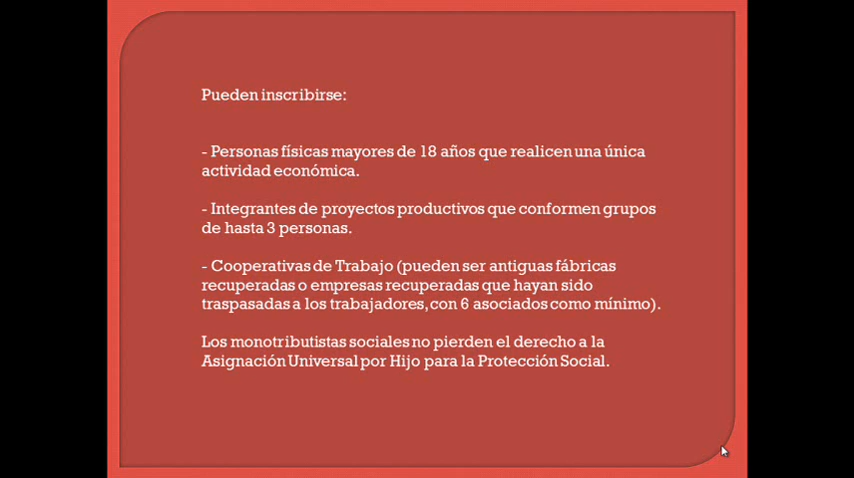 Pueden inscribirse:
- Personas físicas mayores de 18 años que realicen una única
actividad económica.
- Integrantes de proyectos productivos que conformen grupos
de hasta 3 personas.
- Cooperativas de Trabajo (pueden ser antiguas fábricas
recuperadas o empresas recuperadas que hayan sido
traspasadas a los trabajadores, con 6 asociados como mínimo).
Los monotributistas sociales no pierden el derecho a la
Asignación Universal por Hijo para la Protección Social.